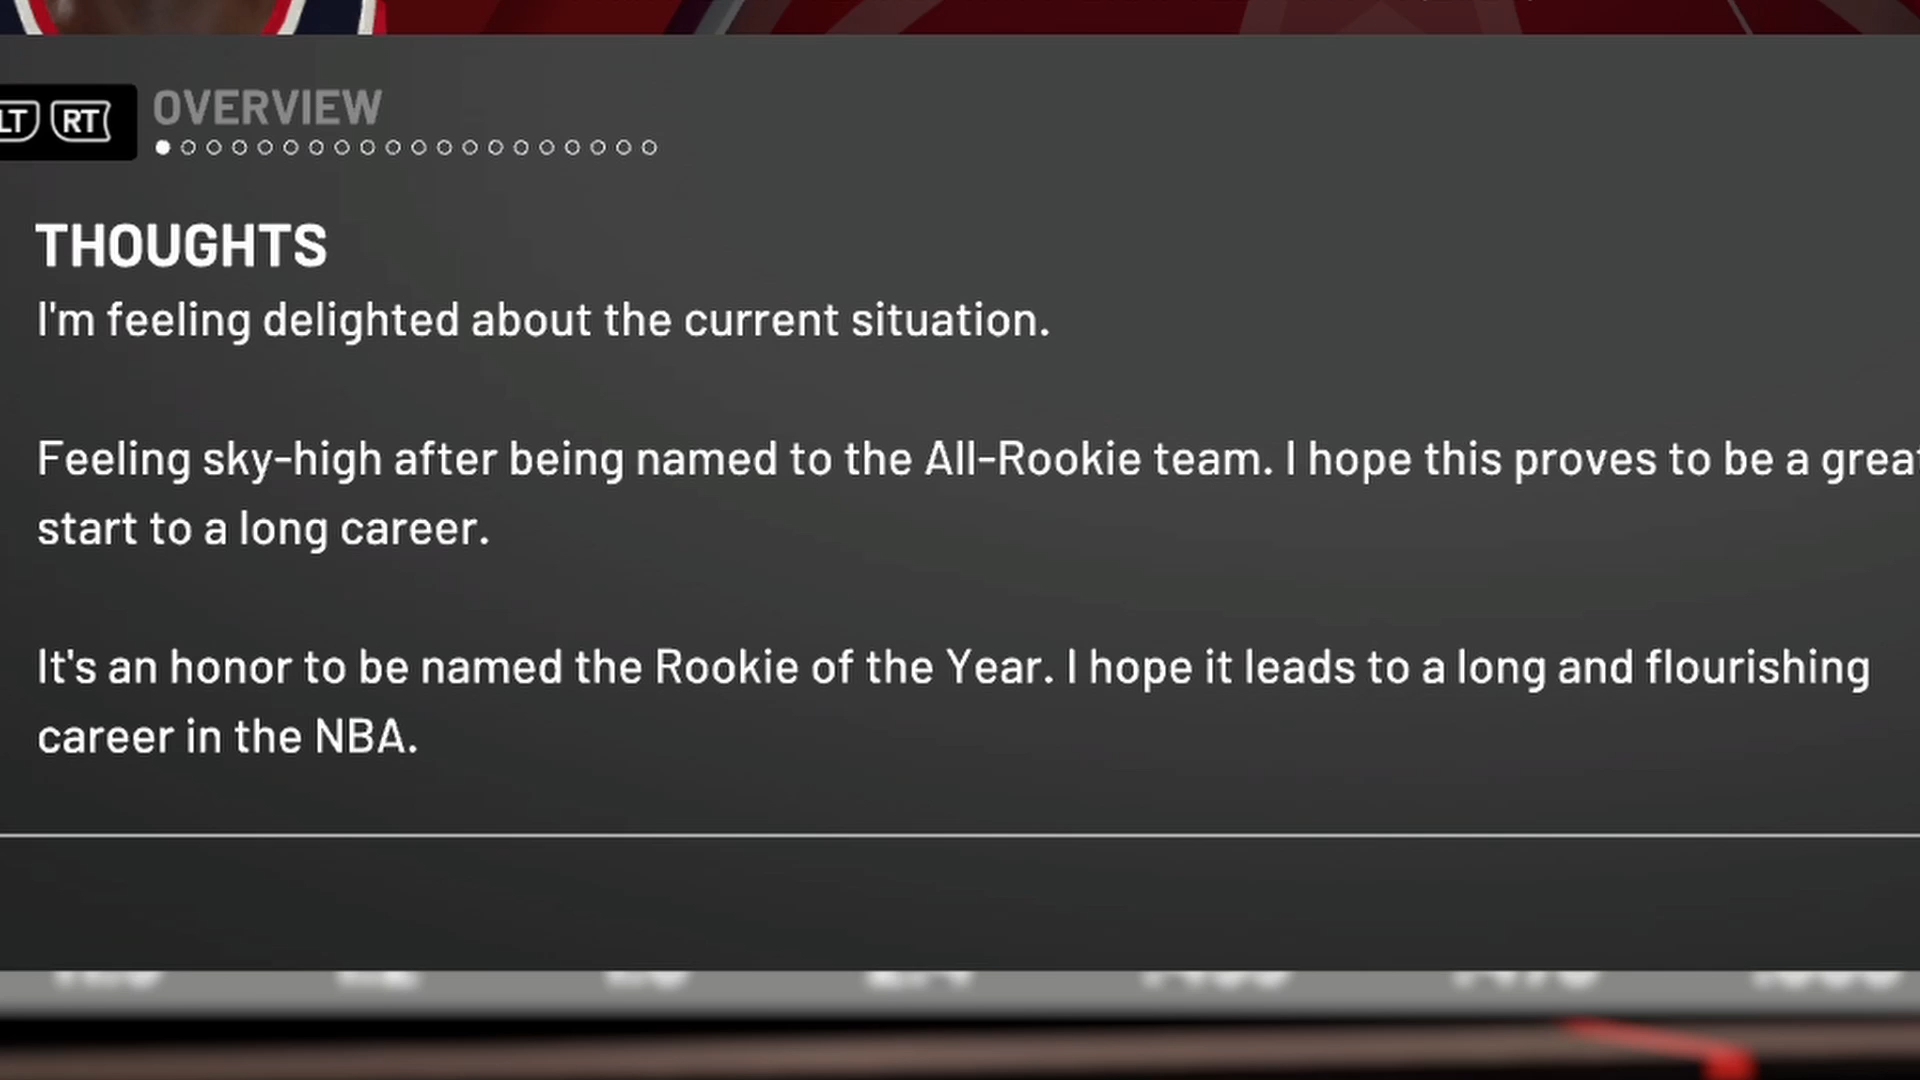 LT RT OVERVIEW
THOUGHTS
I'm feeling delighted about the current situation.
Feeling sky-high after being named to the All-Rookie team. I hope this proves to be a great
start to a long career.
It's an honor to be named the Rookie of the Year. I hope it leads to a long and flourishing
career in the NBA.